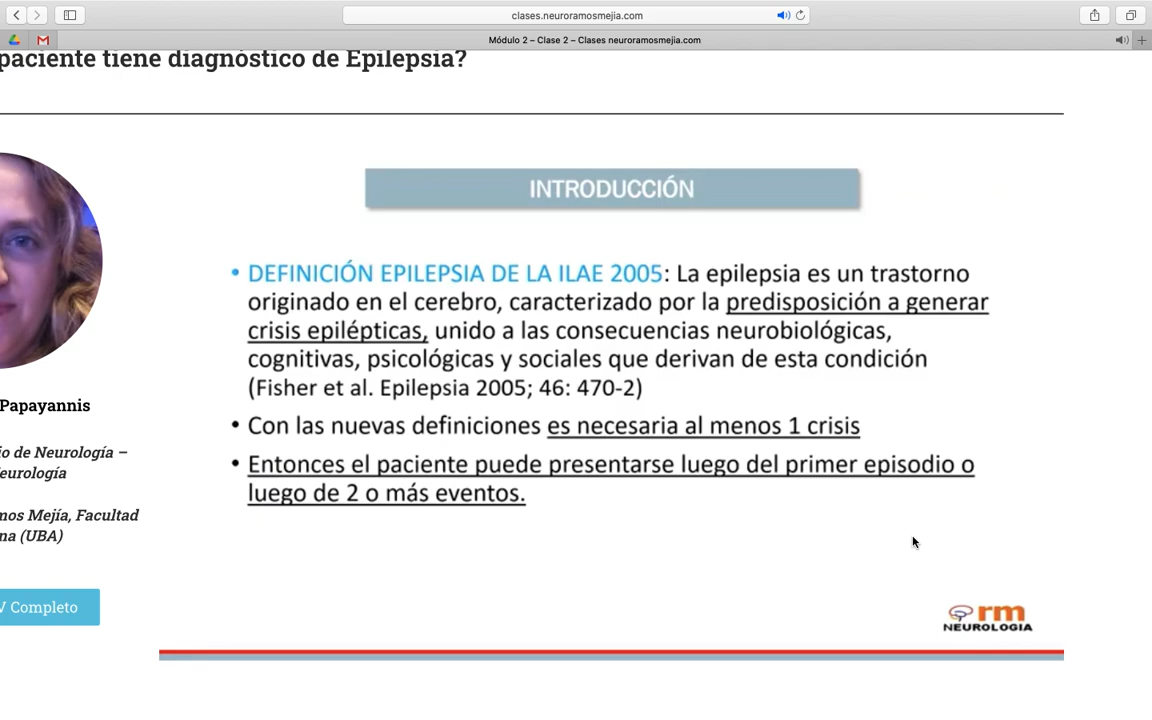 clases.neuroramosmejia.com
Módulo 2 – Clase 2 – Clases neuroramosmejia.com
paciente tiene diagnóstico de Epilepsia?
INTRODUCCIÓN
• DEFINICIÓN EPILEPSIA DE LA ILAE 2005: La epilepsia es un trastorno
originado en el cerebro, caracterizado por la predisposición a generar
crisis epilépticas, unido a las consecuencias neurobiológicas,
cognitivas, psicológicas y sociales que derivan de esta condición
(Fisher et al. Epilepsia 2005; 46: 470-2)
• Con las nuevas definiciones es necesaria al menos 1 crisis
• Entonces el paciente puede presentarse luego del primer episodio o
luego de 2 o más eventos.
Papayannis
io de Neurología –
eurología
mos Mejía, Facultad
na (UBA)
V Completo
rm
NEUROLOGIA